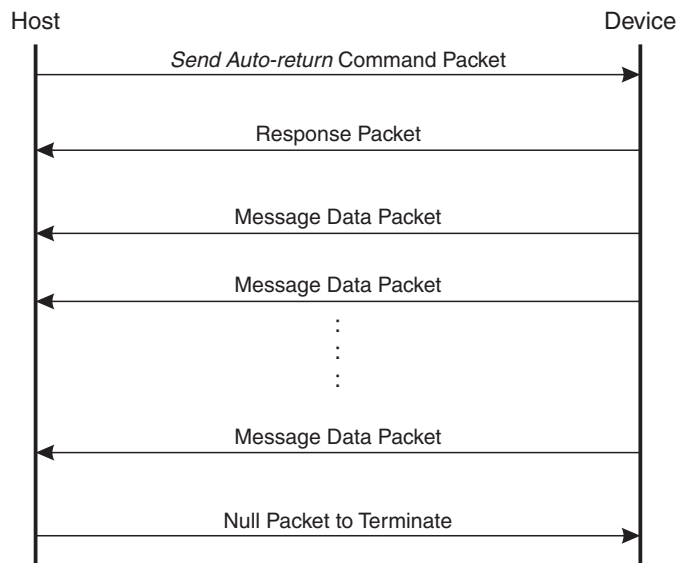 Host Device
Send Auto-return Command Packet
Response Packet
Message Data Packet
Message Data Packet
:
:
:
Message Data Packet
Null Packet to Terminate